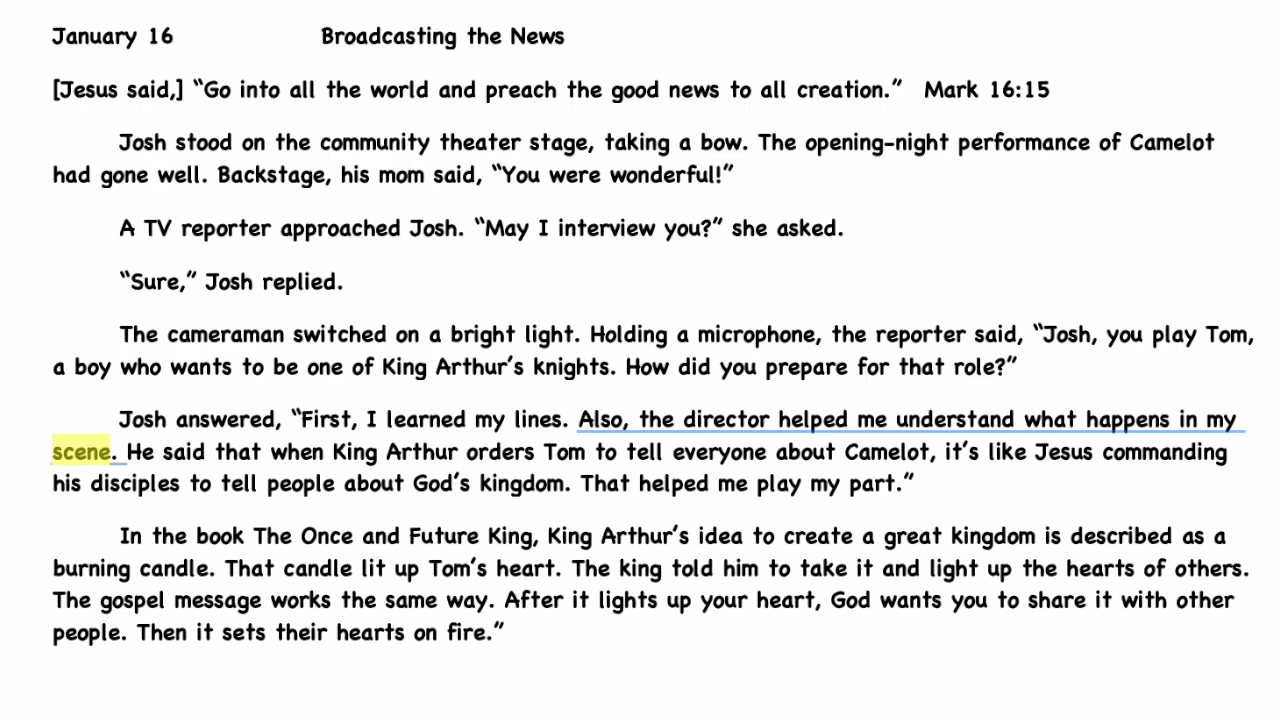 January 16 Broadcasting the News
[Jesus said,] “Go into all the world and preach the good news to all creation.” Mark 16:15
Josh stood on the community theater stage, taking a bow. The opening-night performance of Camelot
had gone well. Backstage, his mom said, “You were wonderful!”
A TV reporter approached Josh. “May I interview you?” she asked.
“Sure,” Josh replied.
The cameraman switched on a bright light. Holding a microphone, the reporter said, “Josh, you play Tom,
a boy who wants to be one of King Arthur’s knights. How did you prepare for that role?”
Josh answered, “First, I learned my lines. Also, the director helped me understand what happens in my
scene. He said that when King Arthur orders Tom to tell everyone about Camelot, it’s like Jesus commanding
his disciples to tell people about God’s kingdom. That helped me play my part.”
In the book The Once and Future King, King Arthur’s idea to create a great kingdom is described as a
burning candle. That candle lit up Tom’s heart. The king told him to take it and light up the hearts of others.
The gospel message works the same way. After it lights up your heart, God wants you to share it with other
people. Then it sets their hearts on fire.”